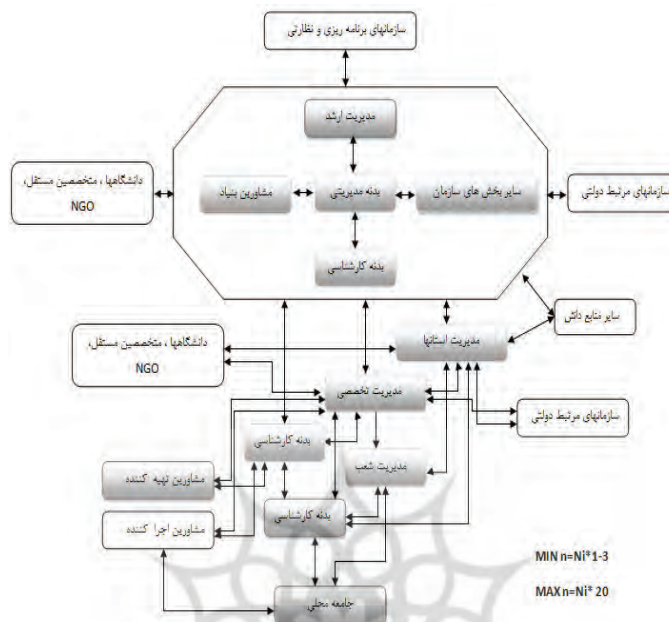 سازمانهای برنامه ریزی و نظارتی
مدیریت ارشد
دانشگاهها ، متخصصین مستقل،
NGO
مشاورین بنیاد
بدنه مدیریتی
سایر بخش های سازمان
سازمانهای مرتبط دولتی
بدنه کارشناسی
سایر منابع دانش
دانشگاهها ، متخصصین مستقل،
NGO
مدیریت استانها
مدیریت تخصصی
سازمانهای مرتبط دولتی
بدنه کارشناسی
مدیریت شعب
مشاورین تهیه کننده
بدنه کارشناسی
مشاورین اجرا کننده
MIN n=Ni*1-3
MAX n=Ni* 20
جامعه محلی